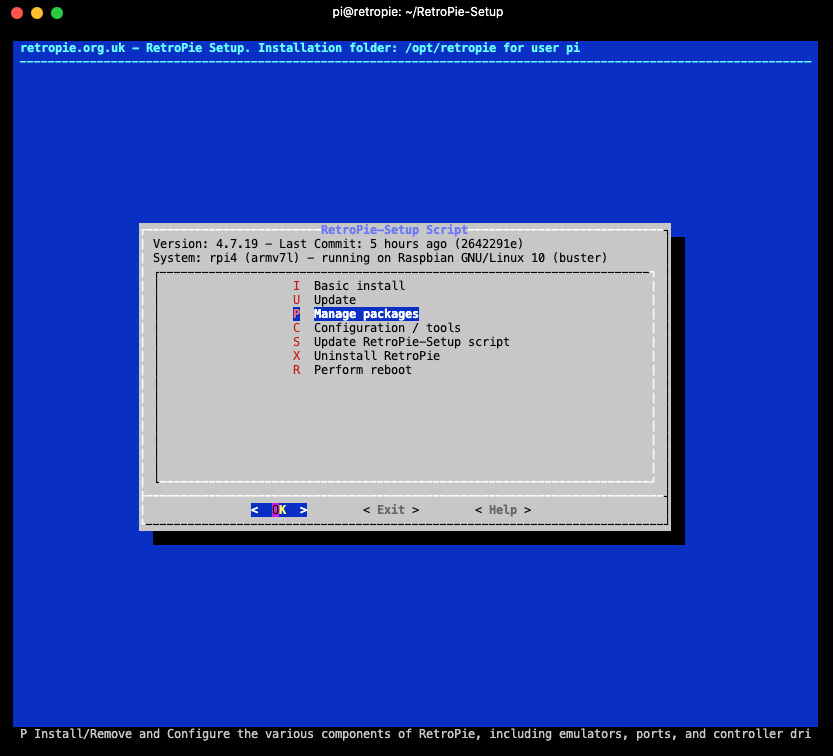 pi@retropie: ~/RetroPie-Setup
retropie.org.uk - RetroPie Setup. Installation folder: /opt/retropie for user pi
RetroPie-Setup Script
Version: 4.7.19 - Last Commit: 5 hours ago (2642291e)
System: rpi4 (armv7l) - running on Raspbian GNU/Linux 10 (buster)
I Basic install
U Update
P Manage packages
C Configuration / tools
S Update RetroPie-Setup script
X Uninstall RetroPie
R Perform reboot
< OK > < Exit > < Help >
P Install/Remove and Configure the various components of RetroPie, including emulators, ports, and controller dri